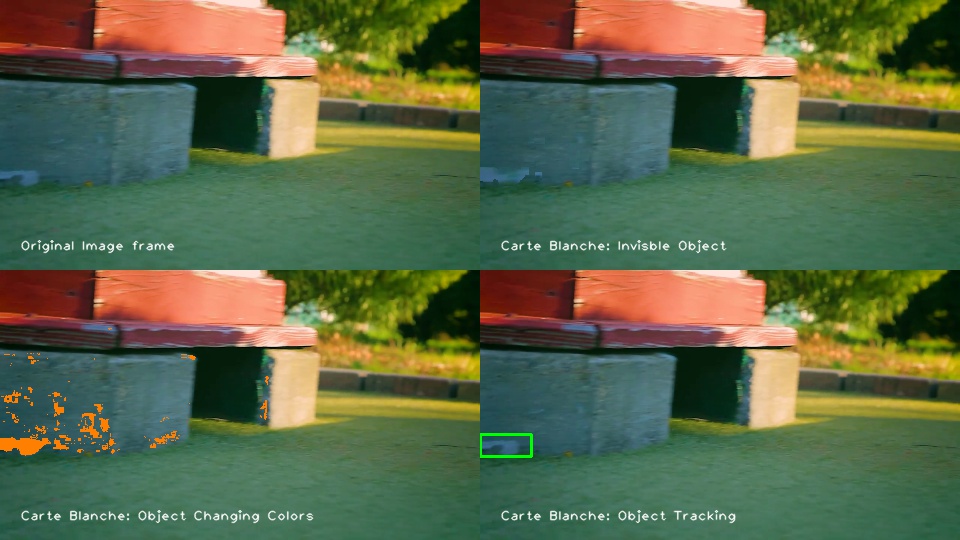 Original Image frame
Carte Blanche: Invisble Object
Carte Blanche: Object Changing Colors
Carte Blanche: Object Tracking